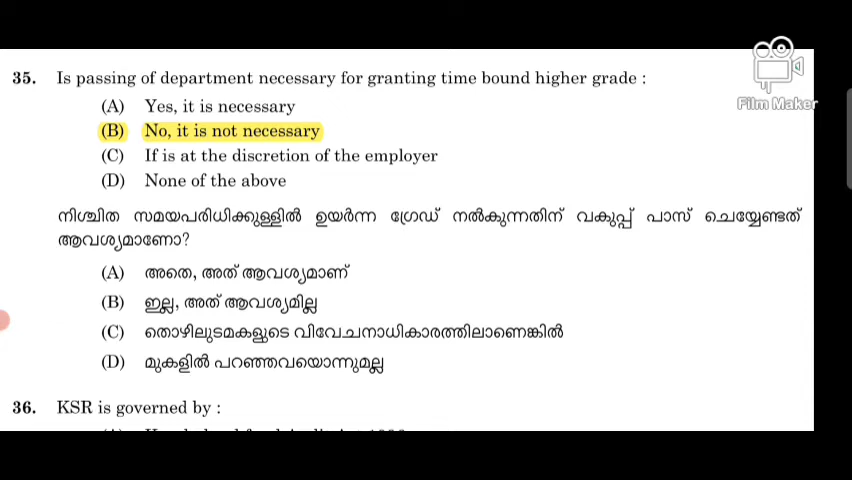 Film Maker
35. Is passing of department necessary for granting time bound higher grade :
(A) Yes, it is necessary
(B) No, it is not necessary
(C) If is at the discretion of the employer
(D) None of the above
നിശ്ചിത സമയപരിധിക്കുള്ളിൽ ഉയർന്ന ഗ്രേഡ് നൽകുന്നതിന് വകുപ്പ് പാസ് ചെയ്യേണ്ടത്
ആവശ്യമാണോ?
(A) അതെ, അത് ആവശ്യമാണ്
(B) ഇല്ല, അത് ആവശ്യമില്ല
(C) തൊഴിലുടമകളുടെ വിവേചനാധികാരത്തിലാണെങ്കിൽ
(D) മുകളിൽ പറഞ്ഞവയൊന്നുമല്ല
36. KSR is governed by :